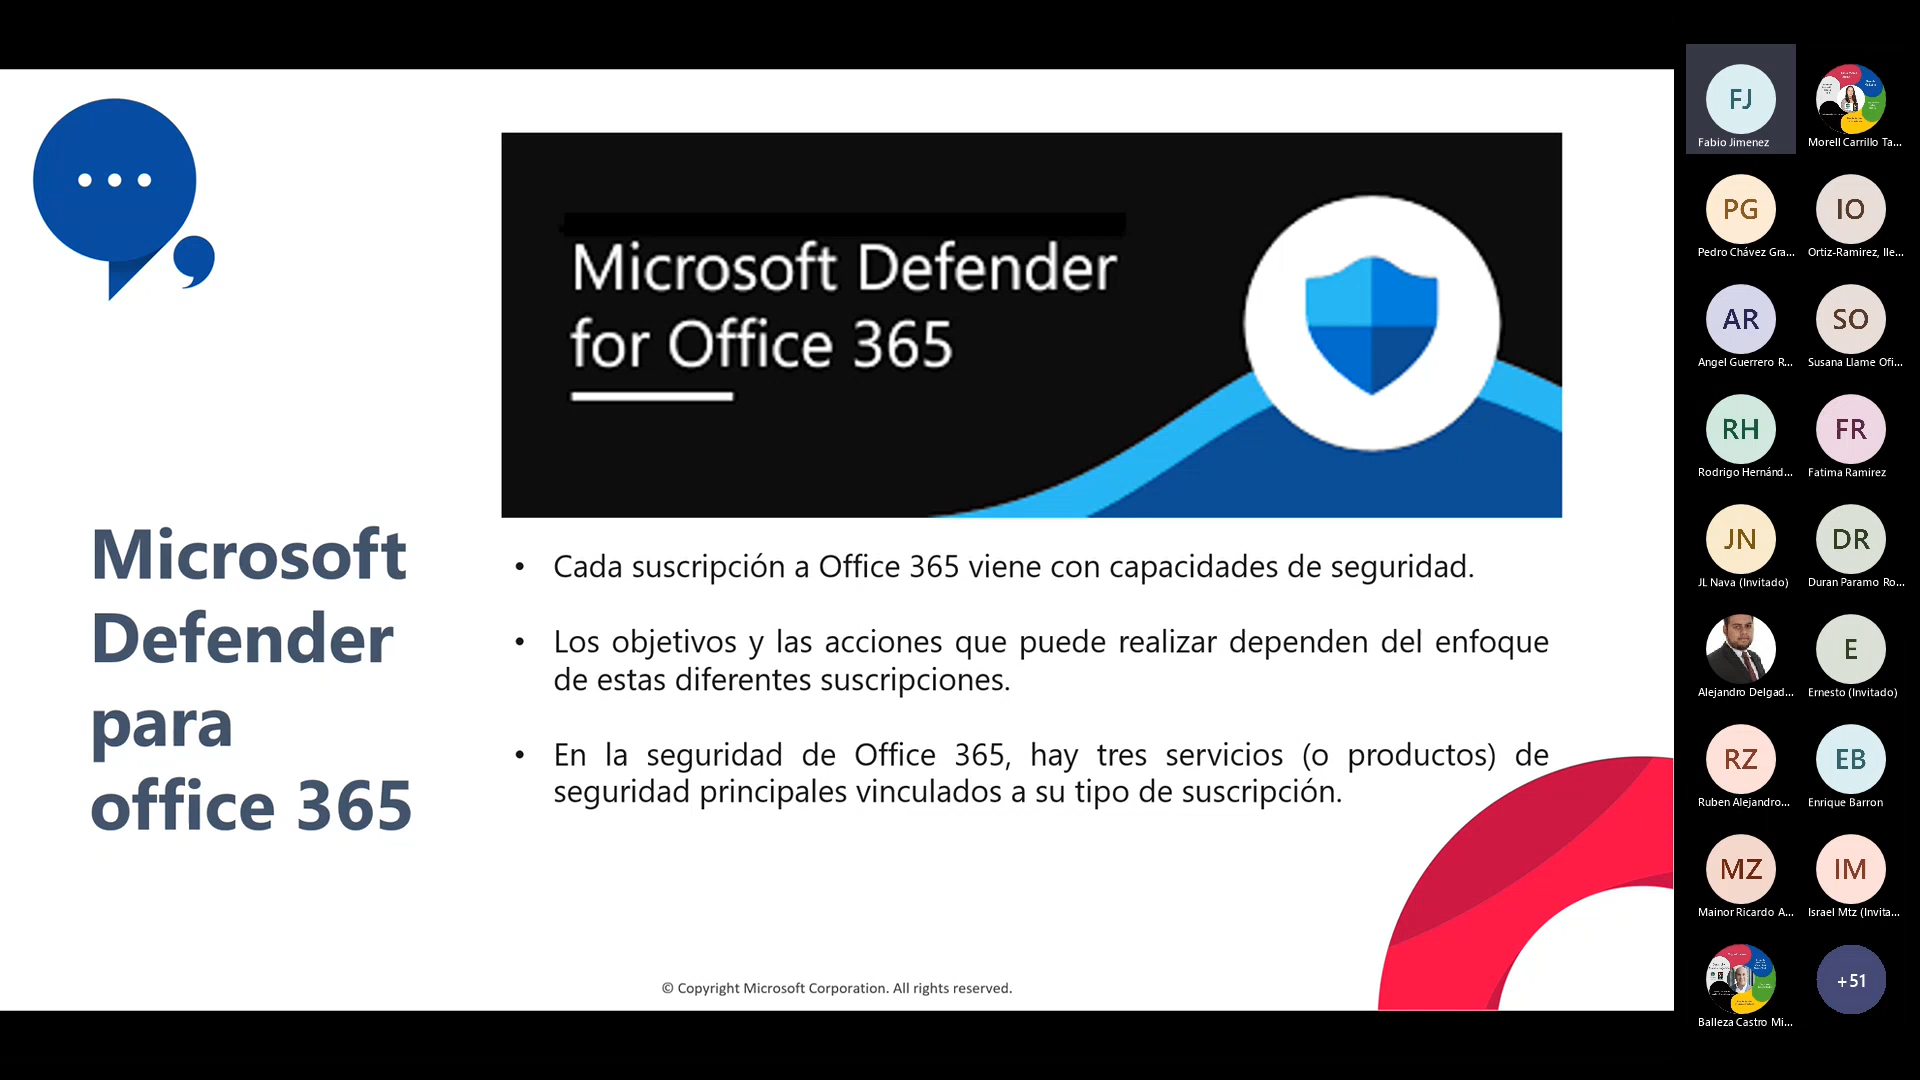 Microsoft Defender
for Office 365
Microsoft
Defender
para
office 365
• Cada suscripción a Office 365 viene con capacidades de seguridad.
• Los objetivos y las acciones que puede realizar dependen del enfoque
de estas diferentes suscripciones.
• En la seguridad de Office 365, hay tres servicios (o productos) de
seguridad principales vinculados a su tipo de suscripción.
© Copyright Microsoft Corporation. All rights reserved.
FJ
Fabio Jimenez
Morell Carrillo Ta...
PG
Pedro Chávez Gra...
IO
Ortiz-Ramirez, Ile...
AR
Angel Guerrero R...
SO
Susana Llame Ofi...
RH
Rodrigo Hernánd...
FR
Fatima Ramirez
JN
JL Nava (Invitado)
DR
Duran Paramo Ro...
Alejandro Delgad...
E
Ernesto (Invitado)
RZ
Ruben Alejandro...
EB
Enrique Barron
MZ
Mainor Ricardo A...
IM
Israel Mtz (Invita...
Balleza Castro Mi...
+51